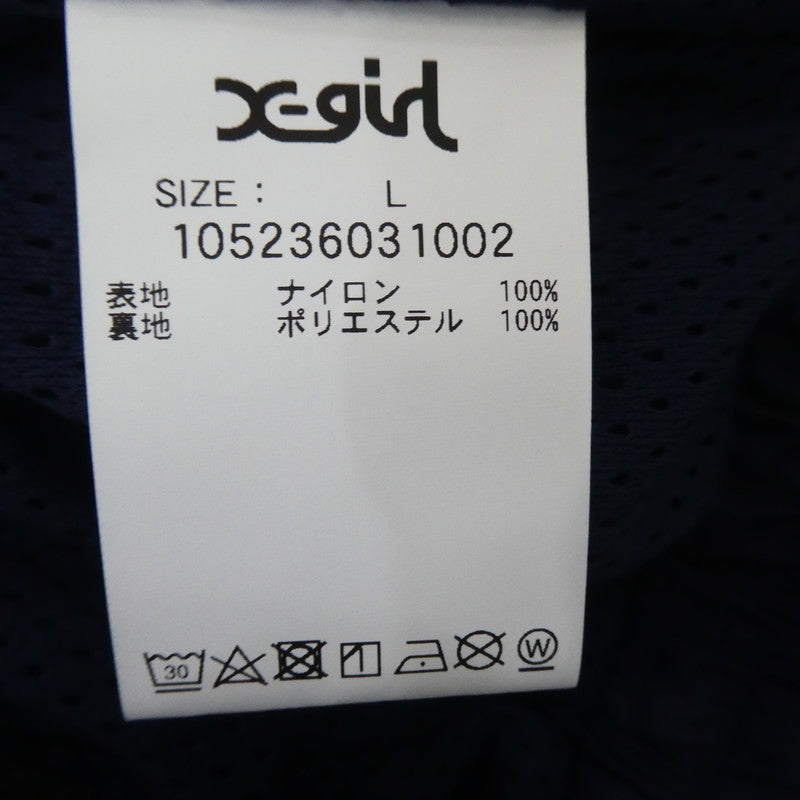 X-girl
SIZE : L
105236031002
表地 ナイロン 100%
裏地 ポリエステル 100%
30 W